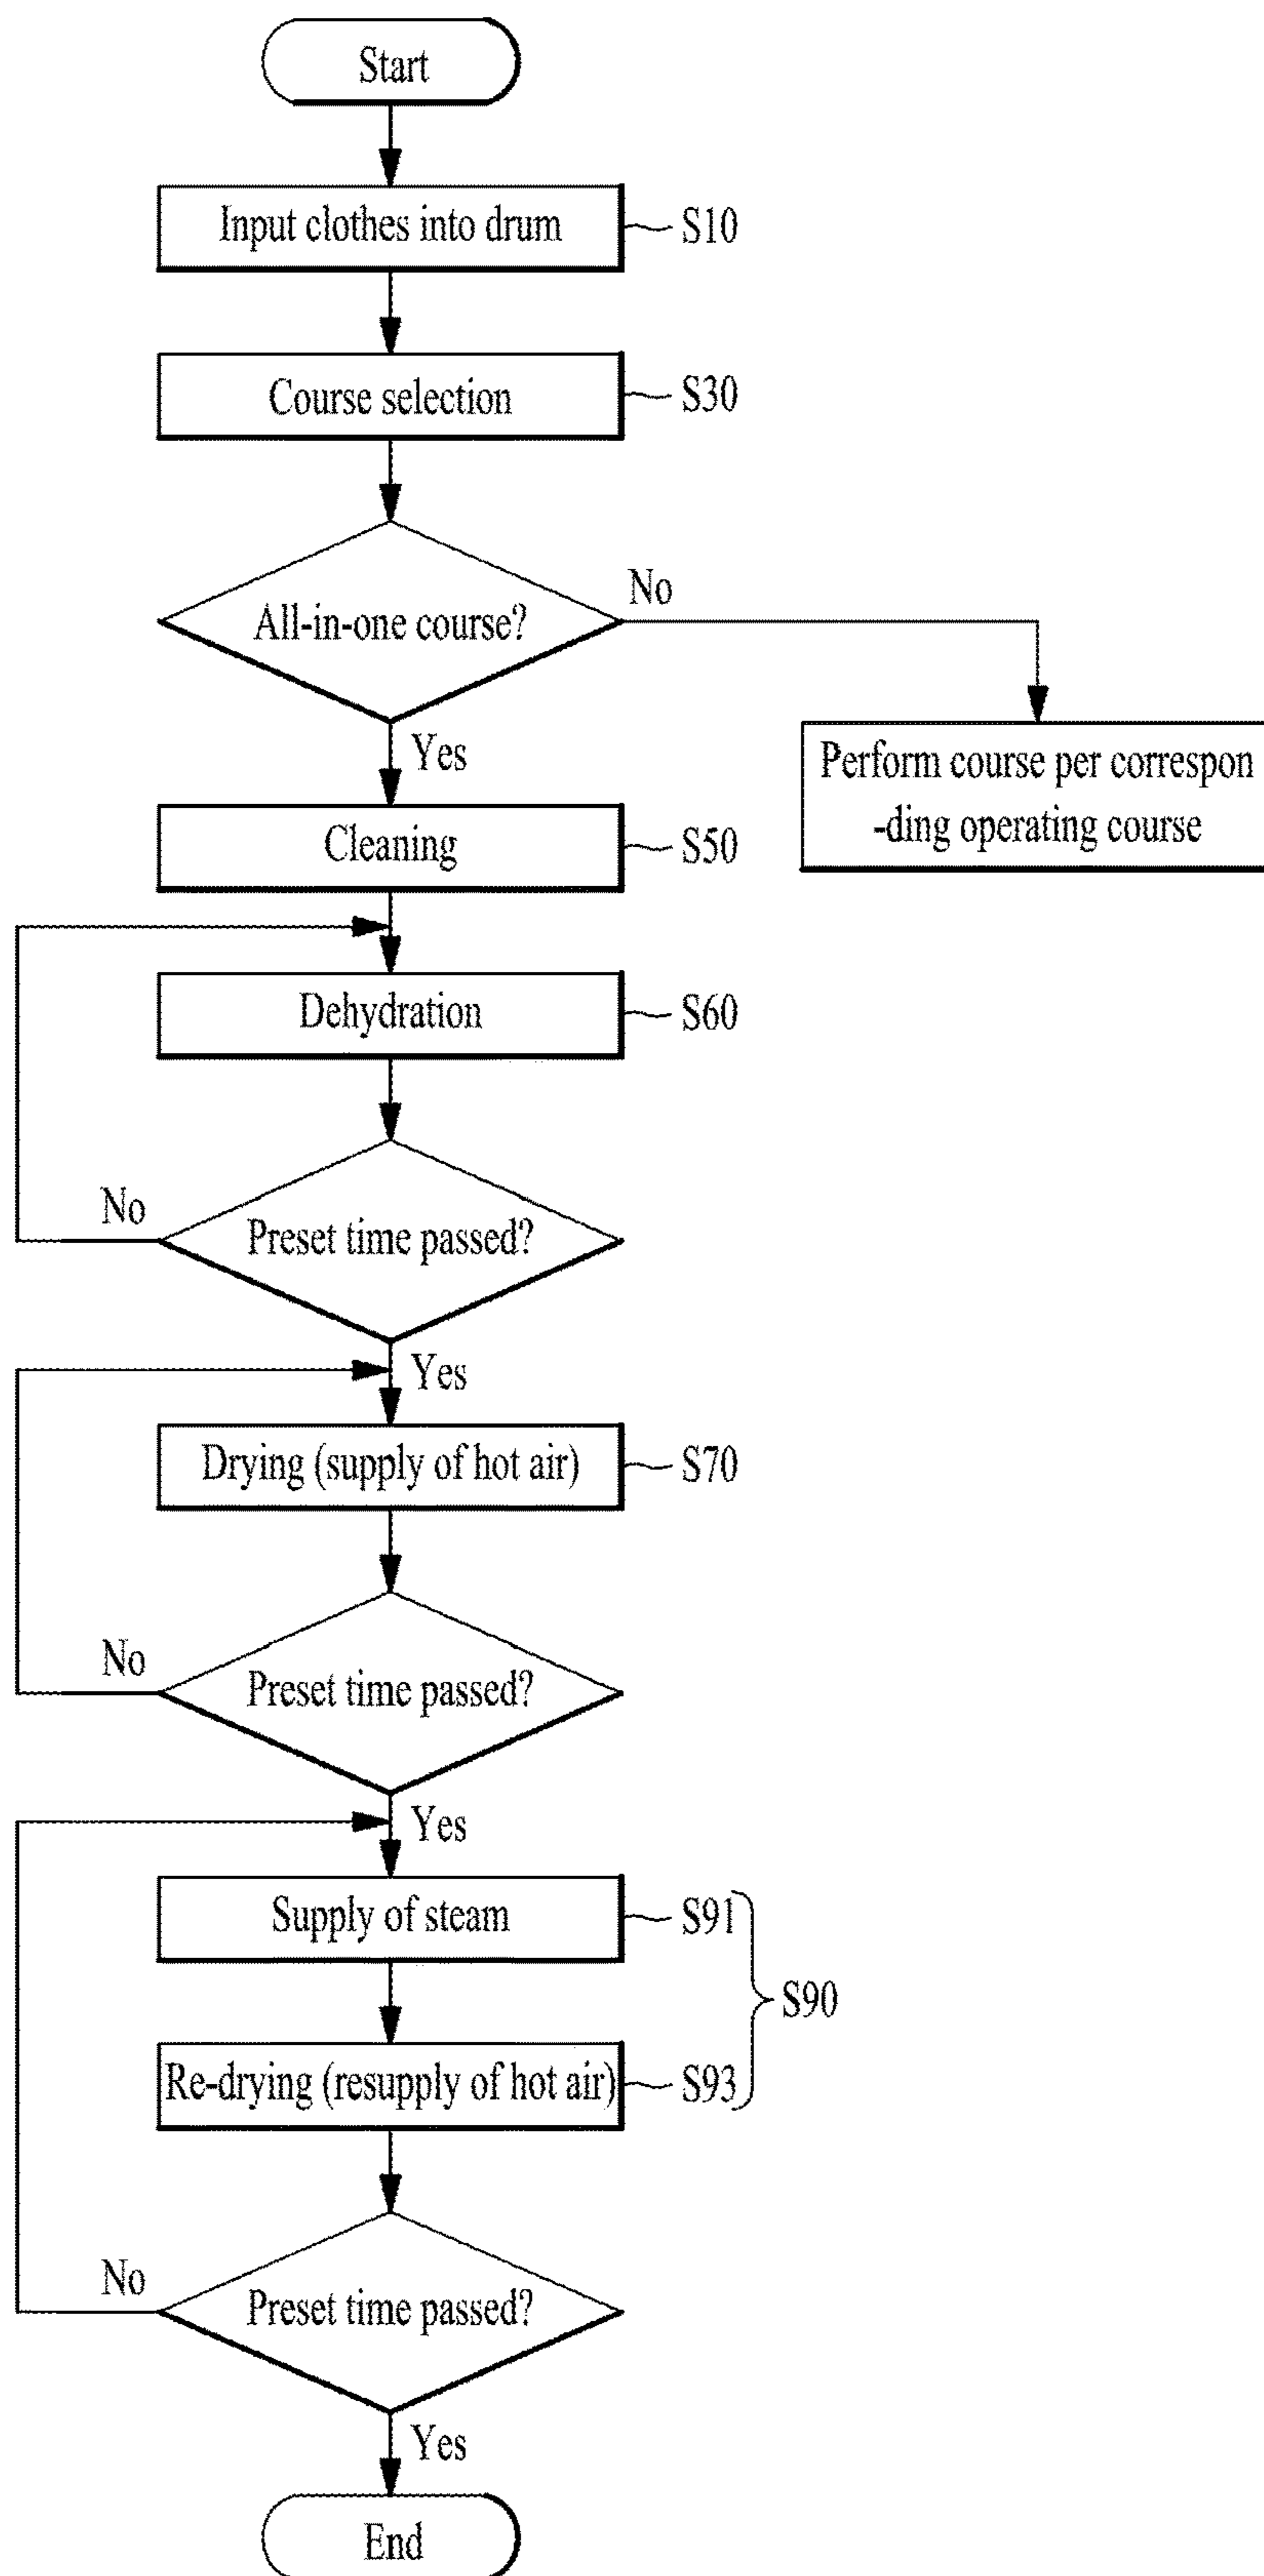 Start
Input clothes into drum
S10
Course selection
S30
All-in-one course?
No
Yes
Perform course per correspon
-ding operating course
Cleaning
S50
Dehydration
S60
Preset time passed?
No
Yes
Drying (supply of hot air)
S70
Preset time passed?
No
Yes
Supply of steam
S91
S90
Re-drying (resupply of hot air)
S93
Preset time passed?
No
Yes
End